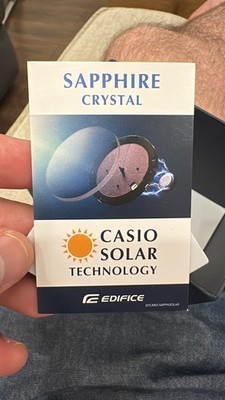 SAPPHIRE
CRYSTAL
CASIO
SOLAR
TECHNOLOGY
EDIFICE